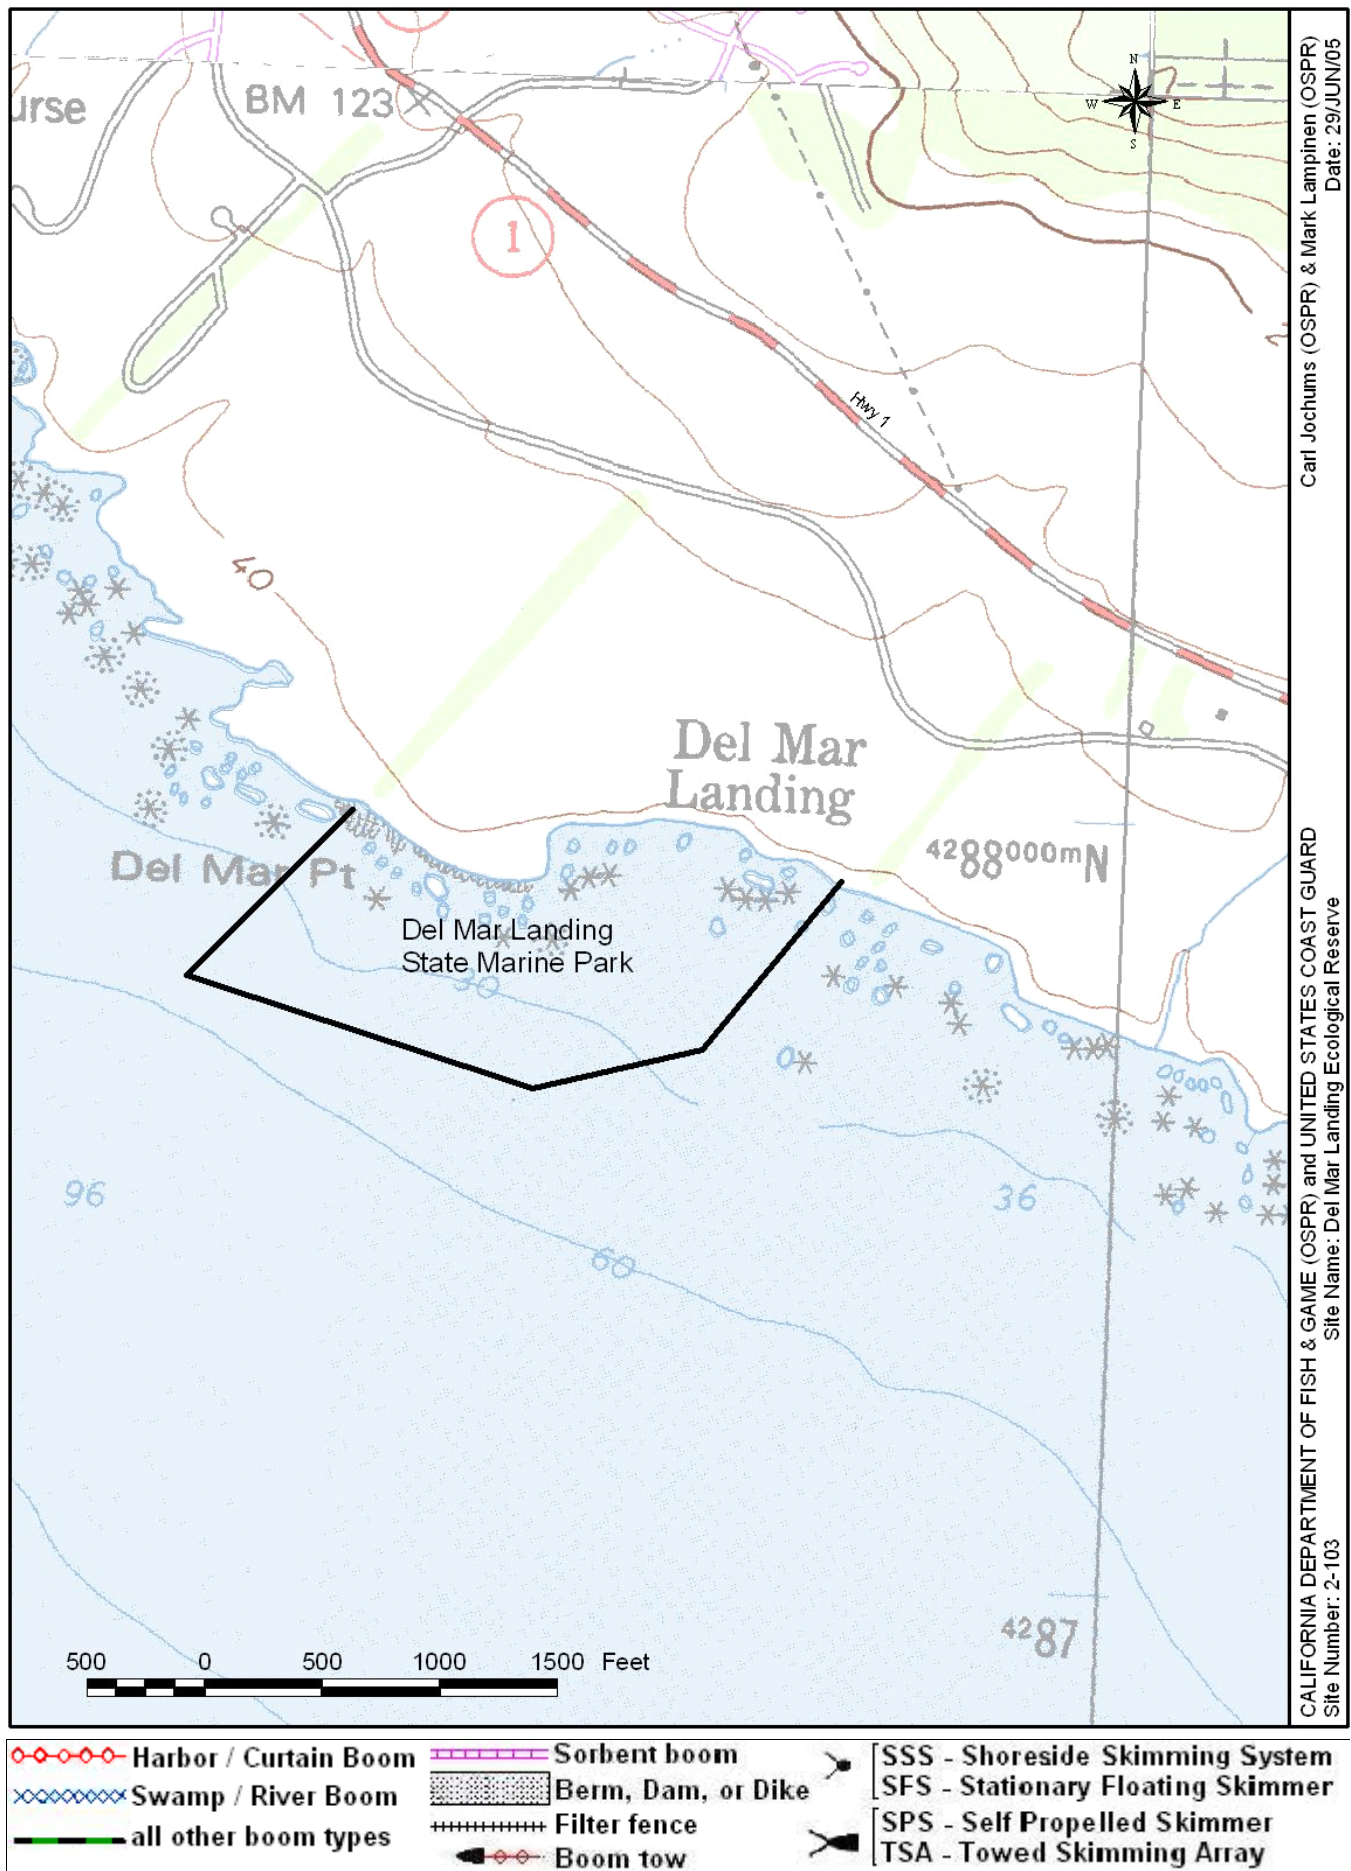 urse
BM 123
N
W
E
S
1
Hwy 1
40
Del Mar
Landing
4288000mN
Del Mar Pt
Del Mar Landing
State Marine Park
30
96
36
60
4287
500 0 500 1000 1500 Feet
CALIFORNIA DEPARTMENT OF FISH & GAME (OSPR) and UNITED STATES COAST GUARD
Carl Jochums (OSPR) & Mark Lampinen (OSPR)
Site Number: 2-103
Site Name: Del Mar Landing Ecological Reserve
Date: 29/JUN/05
Harbor / Curtain Boom
Swamp / River Boom
all other boom types
Sorbent boom
Berm, Dam, or Dike
Filter fence
Boom tow
SSS - Shoreside Skimming System
SFS - Stationary Floating Skimmer
SPS - Self Propelled Skimmer
TSA - Towed Skimming Array